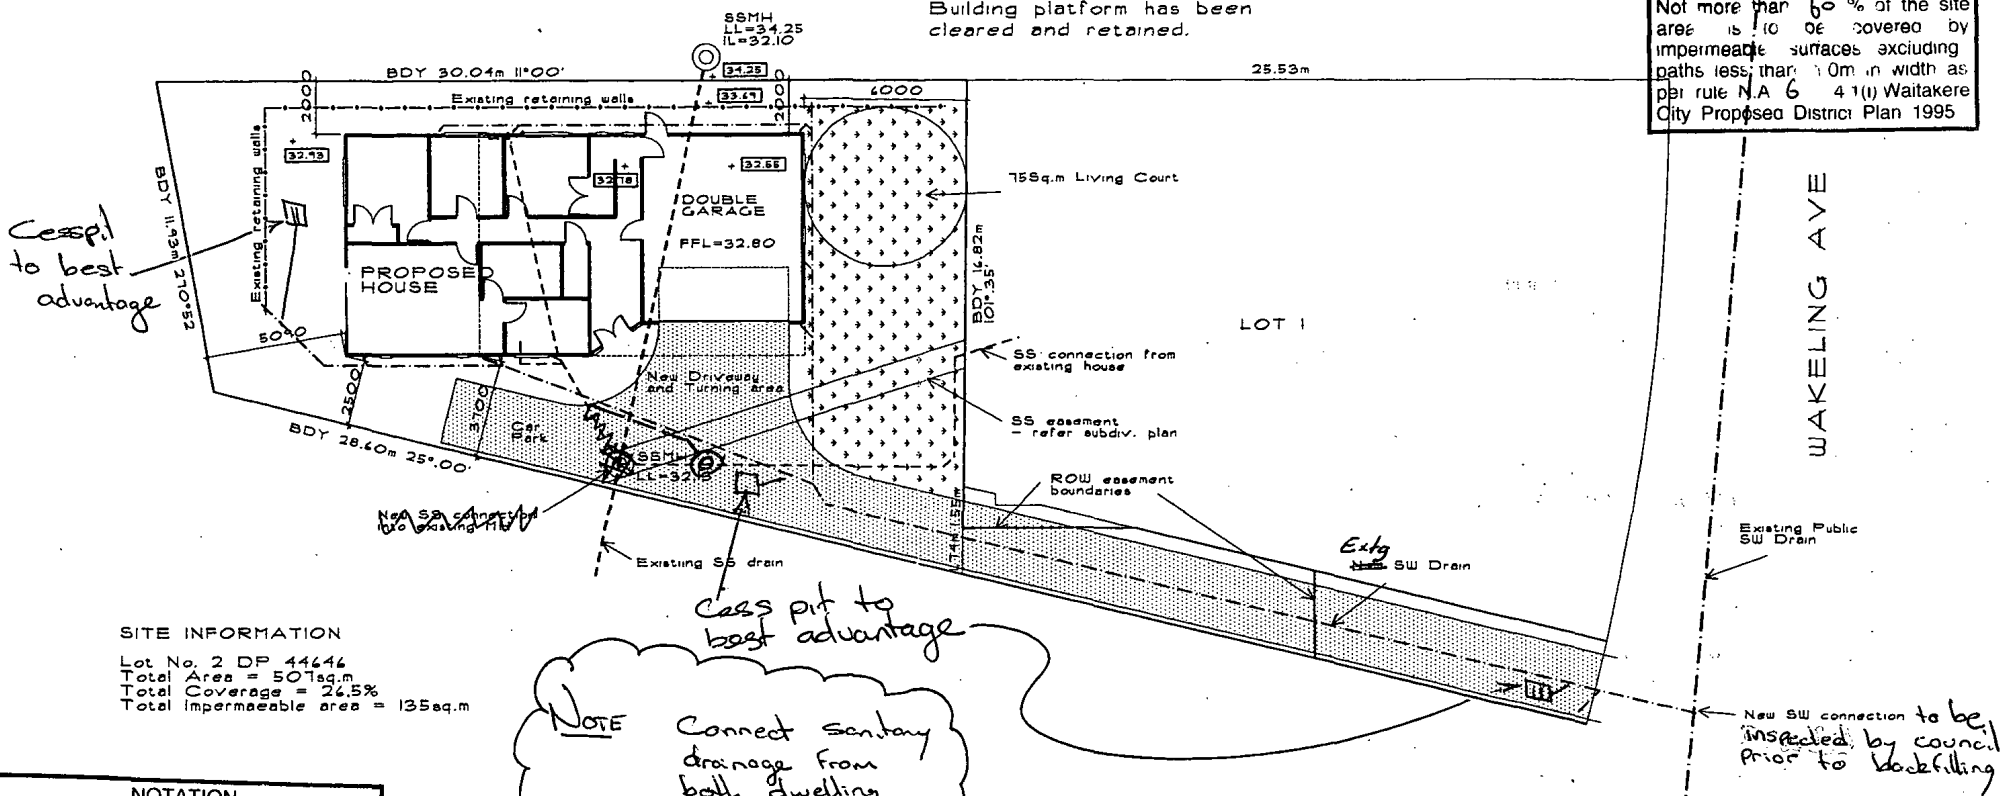 SSMH
LL=34.25
IL=32.10
Building platform has been
cleared and retained.
Not more than 60 % of the site
area is to be covered by
impermeable surfaces excluding
paths less than 1 0m in width as
per rule N.A 6 4 1(i) Waitakere
City Proposed District Plan 1995
BDY 30.04m 11°00'
34.25
25.53m
Existing retaining walls
33.69
6000
2000
2000
Existing retaining walls
32.93
32.78
32.55
BDY 11.93m 270°52
75Sq.m Living Court
DOUBLE
GARAGE
FFL=32.80
Cesspit
to best
advantage
PROPOSED
HOUSE
BDY 16.82m
101°.35'
LOT 1
WAKELING AVE
5090
2500
3700
SS connection from
existing house
New Driveway
and Turning area
Car
Park
SS easement
- refer subdiv. plan
BDY 28.60m 25°.00'
SSMH
ROW easement
boundaries
New SS connection
into existing MH
Existing SS drain
Extg SW Drain
Existing Public
SW Drain
Cess pit to
best advantage
SITE INFORMATION
Lot No. 2 DP 44646
Total Area = 507sq.m
Total Coverage = 26.5%
Total Impermaeable area = 135sq.m
NOTE Connect sanitary
drainage from
both dwelling
New SW connection to be
inspected by council
prior to backfilling
NOTATION